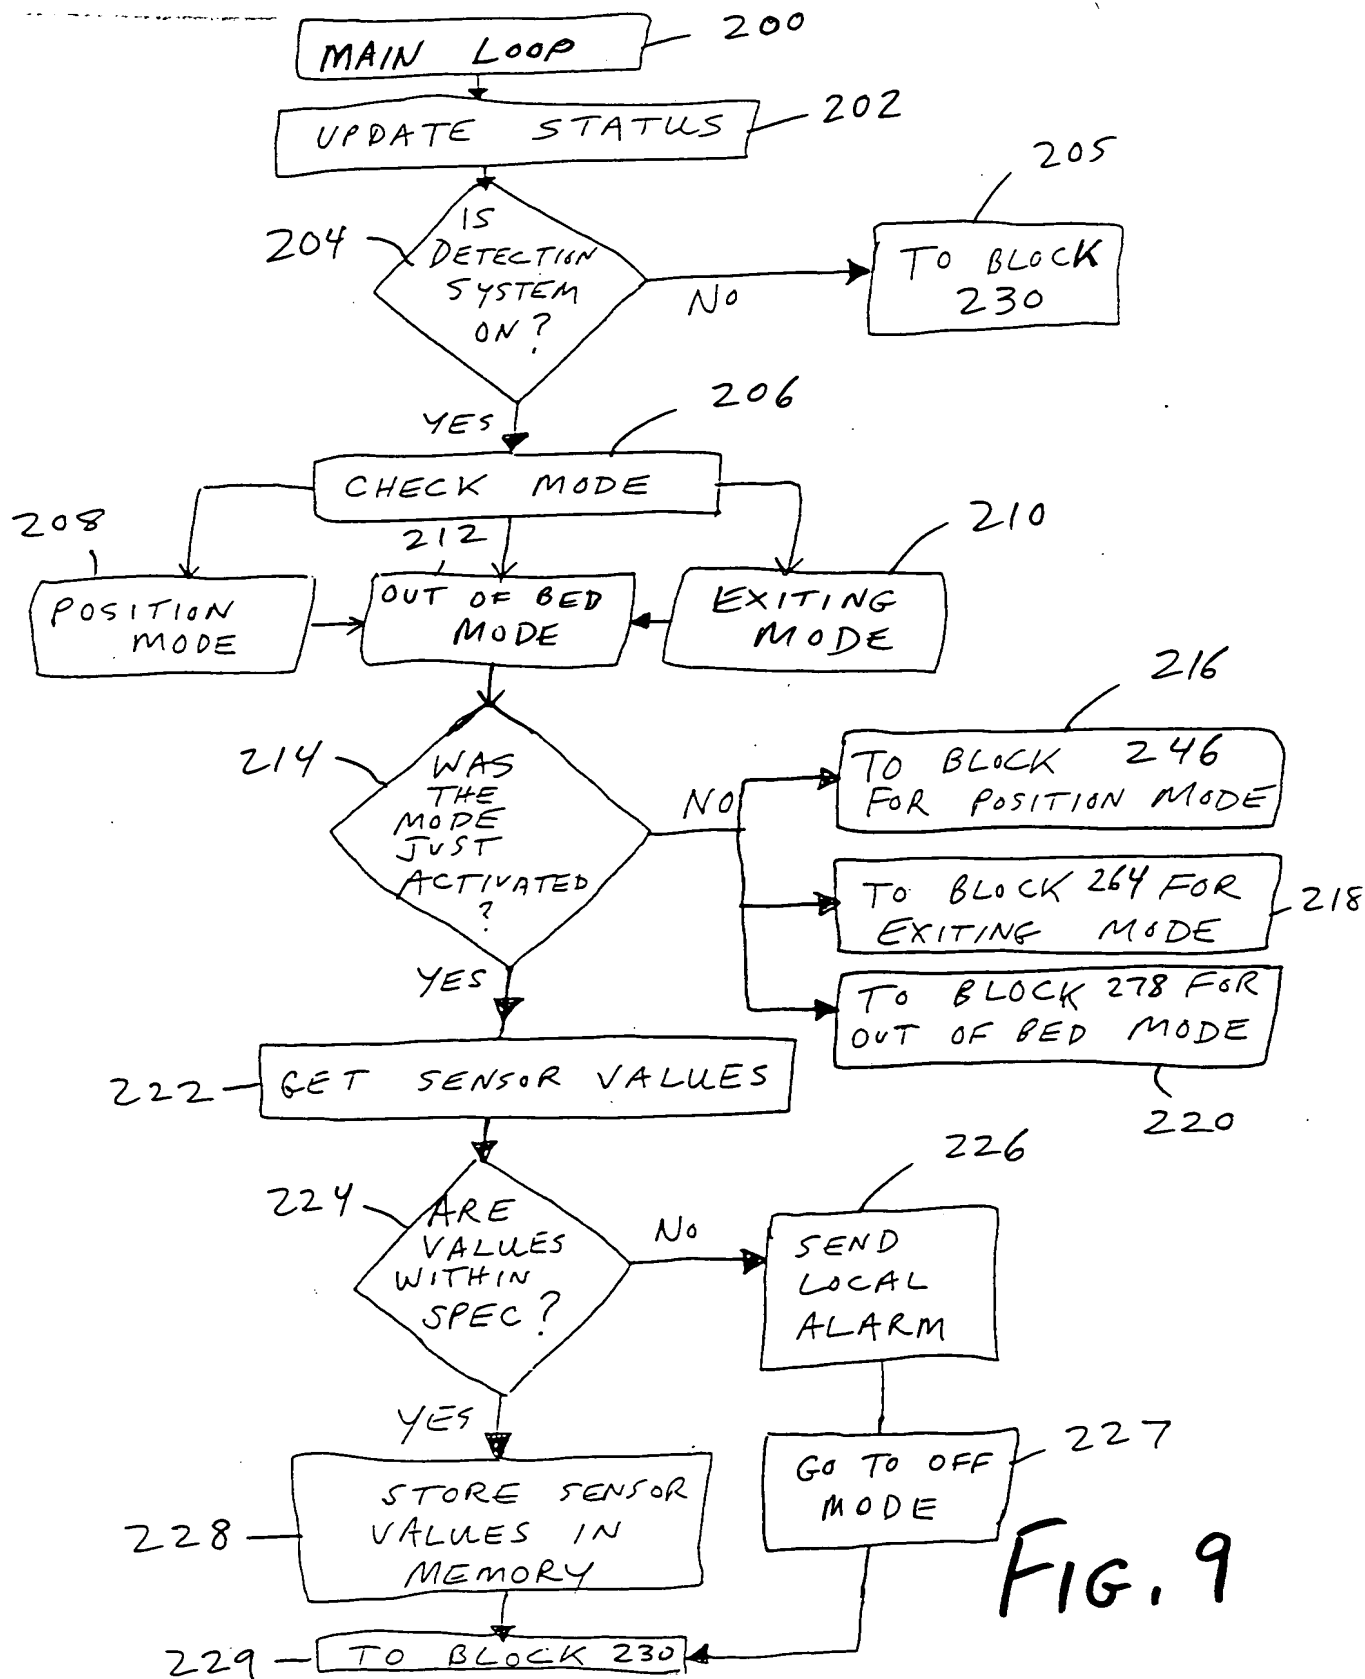 200
MAIN LOOP
202
UPDATE STATUS
205
204
IS
DETECTION
SYSTEM
ON?
NO
TO BLOCK
230
YES
206
CHECK MODE
208
212
210
POSITION
MODE
OUT OF BED
MODE
EXITING
MODE
214
WAS
THE
MODE
JUST
ACTIVATED
?
NO
216
TO BLOCK 246
FOR POSITION MODE
TO BLOCK 264 FOR
EXITING MODE
218
TO BLOCK 278 FOR
OUT OF BED MODE
220
YES
222
GET SENSOR VALUES
224
ARE
VALUES
WITHIN
SPEC?
NO
226
SEND
LOCAL
ALARM
YES
227
GO TO OFF
MODE
228
STORE SENSOR
VALUES IN
MEMORY
229
TO BLOCK 230
FIG. 9